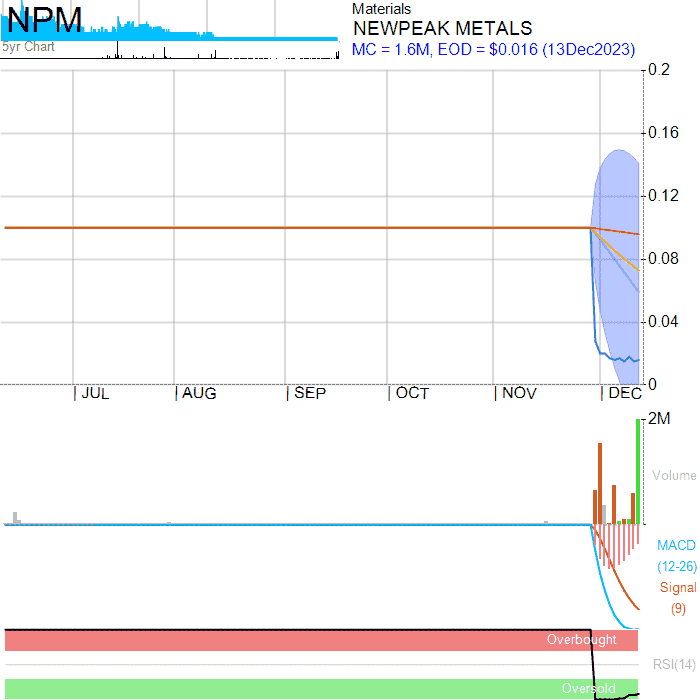 NPM
5yr Chart
Materials
NEWPEAK METALS
MC = 1.6M, EOD = $0.016 (13Dec2023)
0.2
0.16
0.12
0.08
0.04
0
JUL AUG SEP OCT NOV DEC
2M
Volume
MACD
(12-26)
Signal
(9)
Overbought
RSI(14)
Oversold